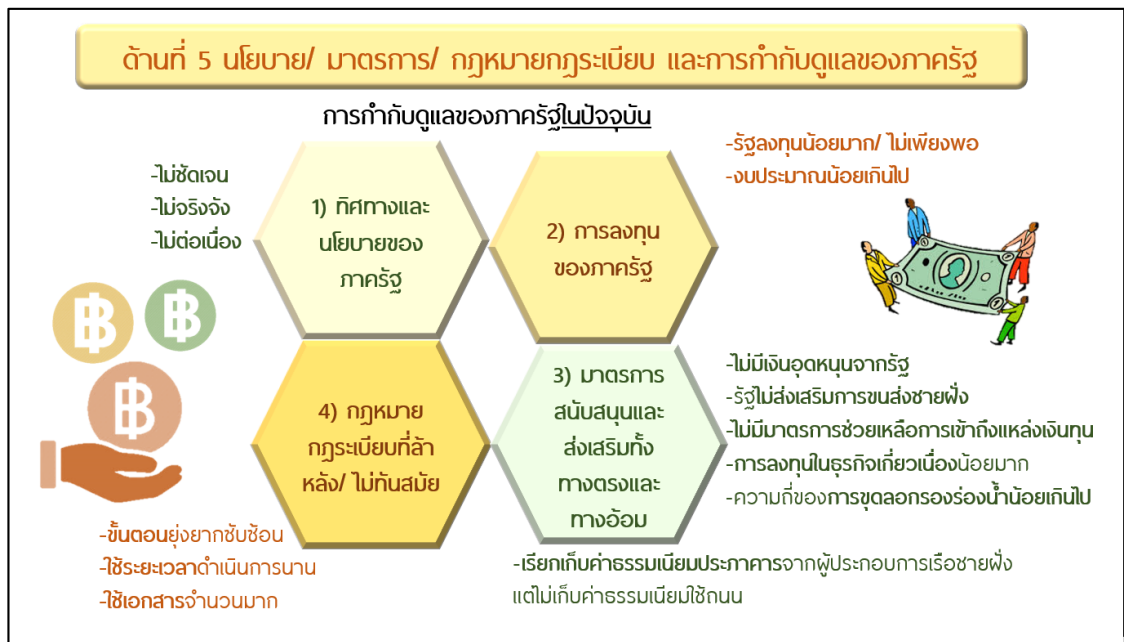 ด้านที่ 5 นโยบาย/ มาตรการ/ กฎหมายกฎระเบียบ และการกำกับดูแลของภาครัฐ
การกำกับดูแลของภาครัฐในปัจจุบัน
-ไม่ชัดเจน
-ไม่จริงจัง
-ไม่ต่อเนื่อง
1) ทิศทางและ
นโยบายของ
ภาครัฐ
2) การลงทุน
ของภาครัฐ
-รัฐลงทุนน้อยมาก/ ไม่เพียงพอ
-งบประมาณน้อยเกินไป
3) มาตรการ
สนับสนุนและ
ส่งเสริมทั้ง
ทางตรงและ
ทางอ้อม
-ไม่มีเงินอุดหนุนจากรัฐ
-รัฐไม่ส่งเสริมการขนส่งชายฝั่ง
-ไม่มีมาตรการช่วยเหลือการเข้าถึงแหล่งเงินทุน
-การลงทุนในธุรกิจเกี่ยวเนื่องน้อยมาก
-ความถี่ของการขุดลอกรองร่องน้ำน้อยเกินไป
-เรียกเก็บค่าธรรมเนียมประภาคารจากผู้ประกอบการเรือชายฝั่ง
แต่ไม่เก็บค่าธรรมเนียมใช้ถนน
4) กฎหมาย
กฎระเบียบที่ล้า
หลัง/ ไม่ทันสมัย
-ขั้นตอนยุ่งยากซับซ้อน
-ใช้ระยะเวลาดำเนินการนาน
-ใช้เอกสารจำนวนมาก